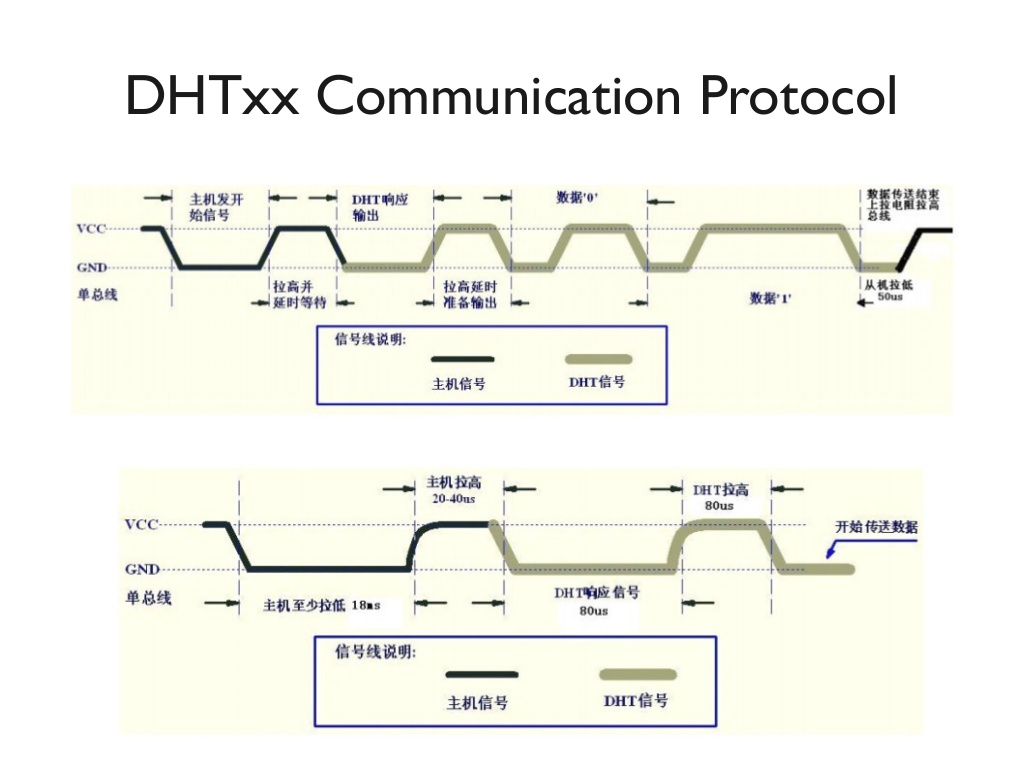 DHTxx Communication Protocol
主机发开
始信号
DHT响应
输出
数据'0'
数据传送结束
上拉电阻拉高
总线
VCC
GND
单总线
拉高并
延时等待
拉高延时
准备输出
数据'1'
从机拉低
50us
信号线说明:
主机信号
DHT信号
主机拉高
20-40us
DHT拉高
80us
VCC
开始传送数据
GND
单总线
主机至少拉低 18ms
DHT响应信号
80us
信号线说明:
主机信号
DHT信号